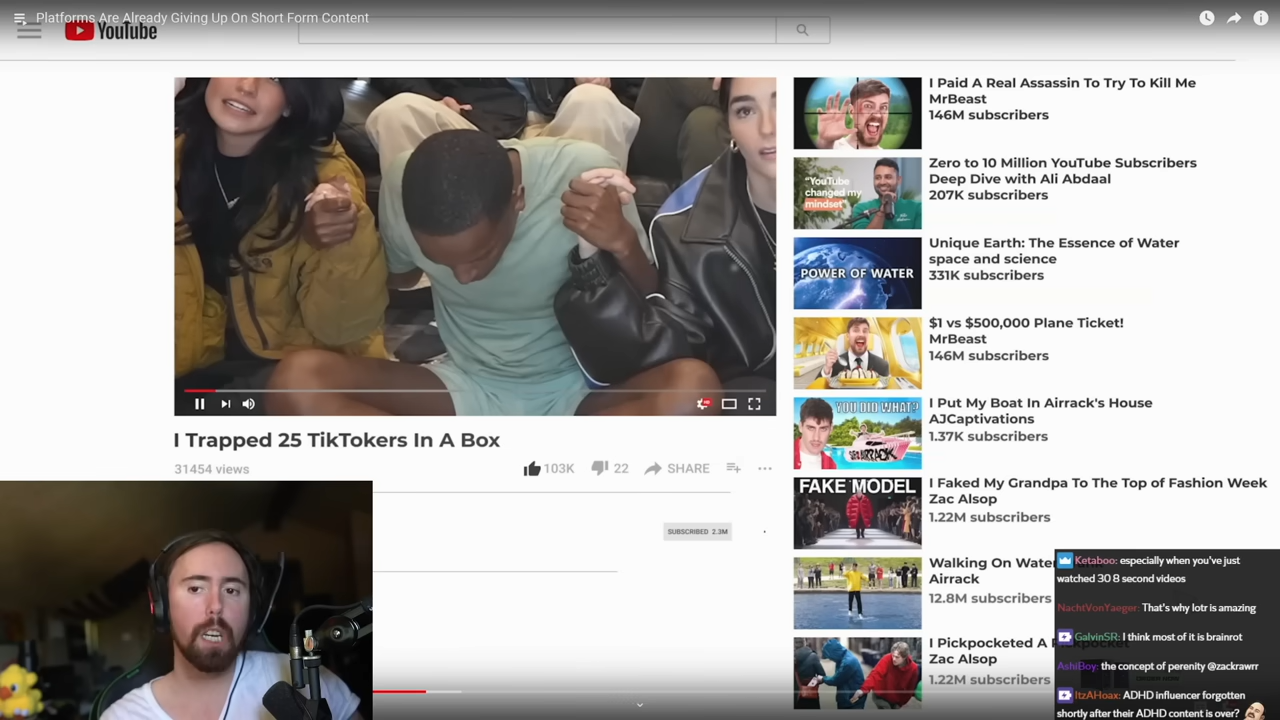 Platforms Are Already Giving Up On Short Form Content
YouTube
I Trapped 25 TikTokers In A Box
31454 views
103K
22
SHARE
SUBSCRIBED 2.3M
I Paid A Real Assassin To Try To Kill Me
MrBeast
146M subscribers
"YouTube
changed my
mindset"
Zero to 10 Million YouTube Subscribers
Deep Dive with Ali Abdaal
207K subscribers
POWER OF WATER
Unique Earth: The Essence of Water
space and science
331K subscribers
$1 vs $500,000 Plane Ticket!
MrBeast
146M subscribers
YOU DID WHAT?
AIRRACK
I Put My Boat In Airrack's House
AJCaptivations
1.37K subscribers
FAKE MODEL
I Faked My Grandpa To The Top of Fashion Week
Zac Alsop
1.22M subscribers
Walking On Water
Airrack
12.8M subscribers
I Pickpocketed A Pickpocket
Zac Alsop
1.22M subscribers
Ketaboo: especially when you've just
watched 30 8 second videos
NachtVonYaeger: That's why lotr is amazing
GalvinSR: I think most of it is brainrot
AshiBoy: the concept of perenity @zackrawrr
ItzAHoax: ADHD influencer forgotten
shortly after their ADHD content is over?